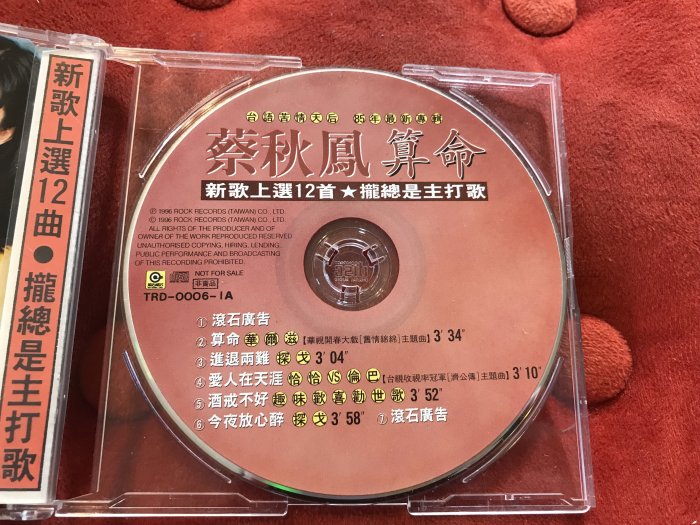 新歌上選12曲●攏總是主打歌
台語苦情天后 85年最新專輯
蔡秋鳳 算命
新歌上選12首★攏總是主打歌
Ⓟ 1996 ROCK RECORDS (TAIWAN) CO., LTD.
© 1996 ROCK RECORDS (TAIWAN) CO., LTD.
ALL RIGHTS OF THE PRODUCER AND OF
OWNER OF THE WORK REPRODUCED RESERVED
UNAUTHORISED COPYING, HIRING, LENDING,
PUBLIC PERFORMANCE AND BROADCASTING
OF THIS RECORDING PROHIBITED.
NOT FOR SALE
非賣品
TRD-0006-1A
① 滾石廣告
② 算命 華爾滋【華視開春大戲[舊情綿綿]主題曲】3′34″
③ 進退兩難 探戈 3′04″
④ 愛人在天涯 恰恰VS倫巴【台視收視率冠軍[濟公傳]主題曲】3′10″
⑤ 酒戒不好 趣味歡喜勸世歌 3′52″
⑥ 今夜放心醉 探戈 3′58″ ⑦ 滾石廣告